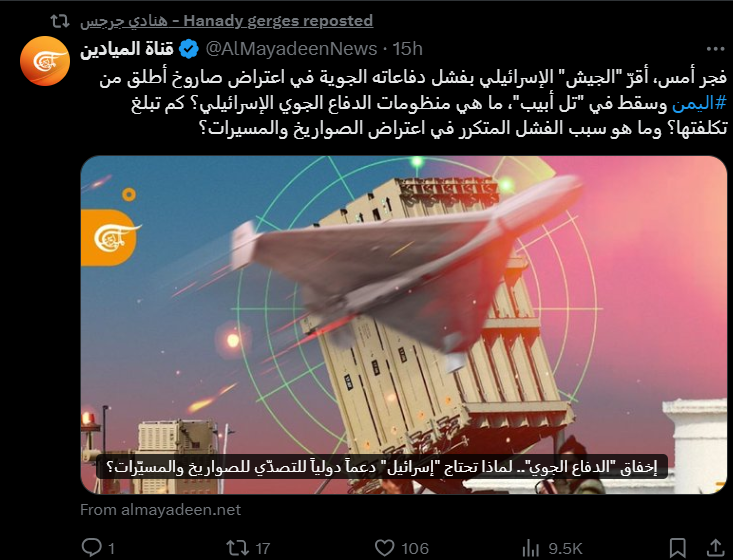 هنادي جرجس - Hanady gerges reposted
قناة الميادين @AlMayadeenNews · 15h
فجر أمس، أقرّ "الجيش" الإسرائيلي بفشل دفاعاته الجوية في اعتراض صاروخ أطلق من
#اليمن وسقط في "تل أبيب"، ما هي منظومات الدفاع الجوي الإسرائيلي؟ كم تبلغ
تكلفتها؟ وما هو سبب الفشل المتكرر في اعتراض الصواريخ والمسيرات؟
إخفاق "الدفاع الجوي".. لماذا تحتاج "إسرائيل" دعماً دولياً للتصدّي للصواريخ والمسيّرات؟
From almayadeen.net
1 17 106 9.5K